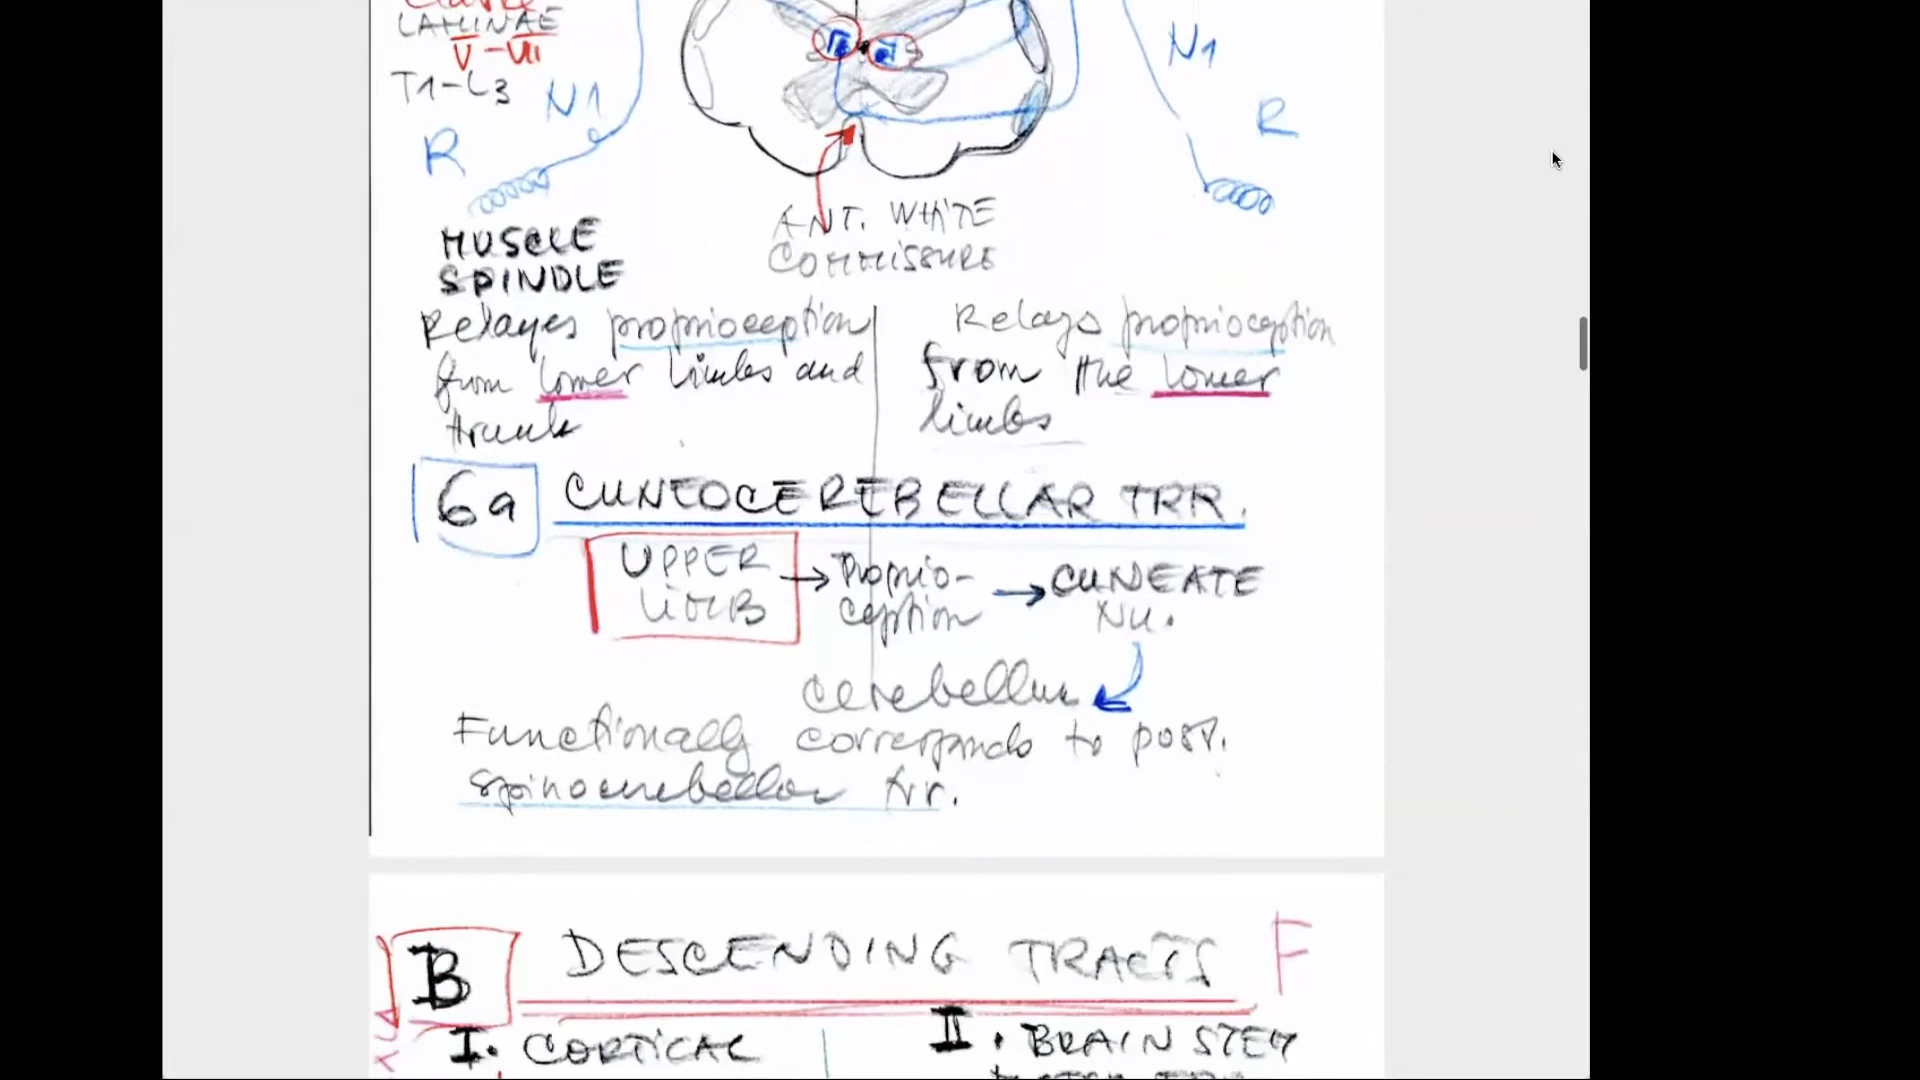 LAMINAE
V-VII
T1-L3
N1
N1
R
R
MUSCLE
SPINDLE
ANT. WHITE
COMMISSURE
Relayes proprioception
from lower limbs and
trunk
Relays proprioception
from the lower
limbs
6a CUNEOCEREBELLAR TRR.
UPPER
LIMB
Proprio-
ception
CUNEATE
Nu.
cerebellum
Functionally corresponds to post.
spinocerebellar tr.
B DESCENDING TRACTS F
I. CORTICAL
II. BRAIN STEM